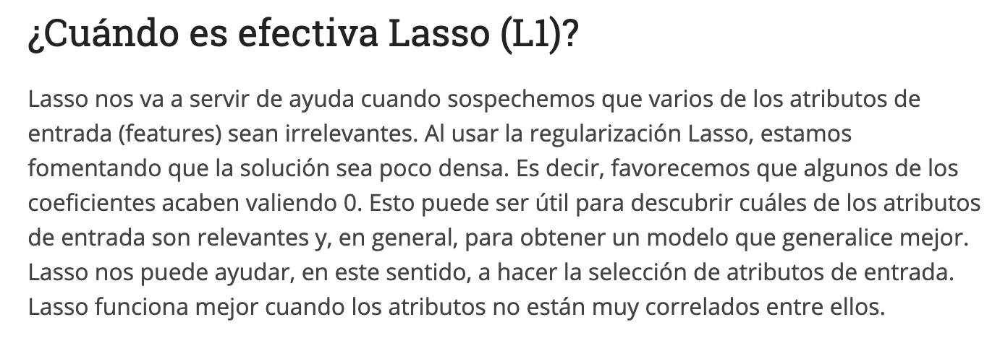 ¿Cuándo es efectiva Lasso (L1)?
Lasso nos va a servir de ayuda cuando sospechemos que varios de los atributos de
entrada (features) sean irrelevantes. Al usar la regularización Lasso, estamos
fomentando que la solución sea poco densa. Es decir, favorecemos que algunos de los
coeficientes acaben valiendo 0. Esto puede ser útil para descubrir cuáles de los atributos
de entrada son relevantes y, en general, para obtener un modelo que generalice mejor.
Lasso nos puede ayudar, en este sentido, a hacer la selección de atributos de entrada.
Lasso funciona mejor cuando los atributos no están muy correlados entre ellos.